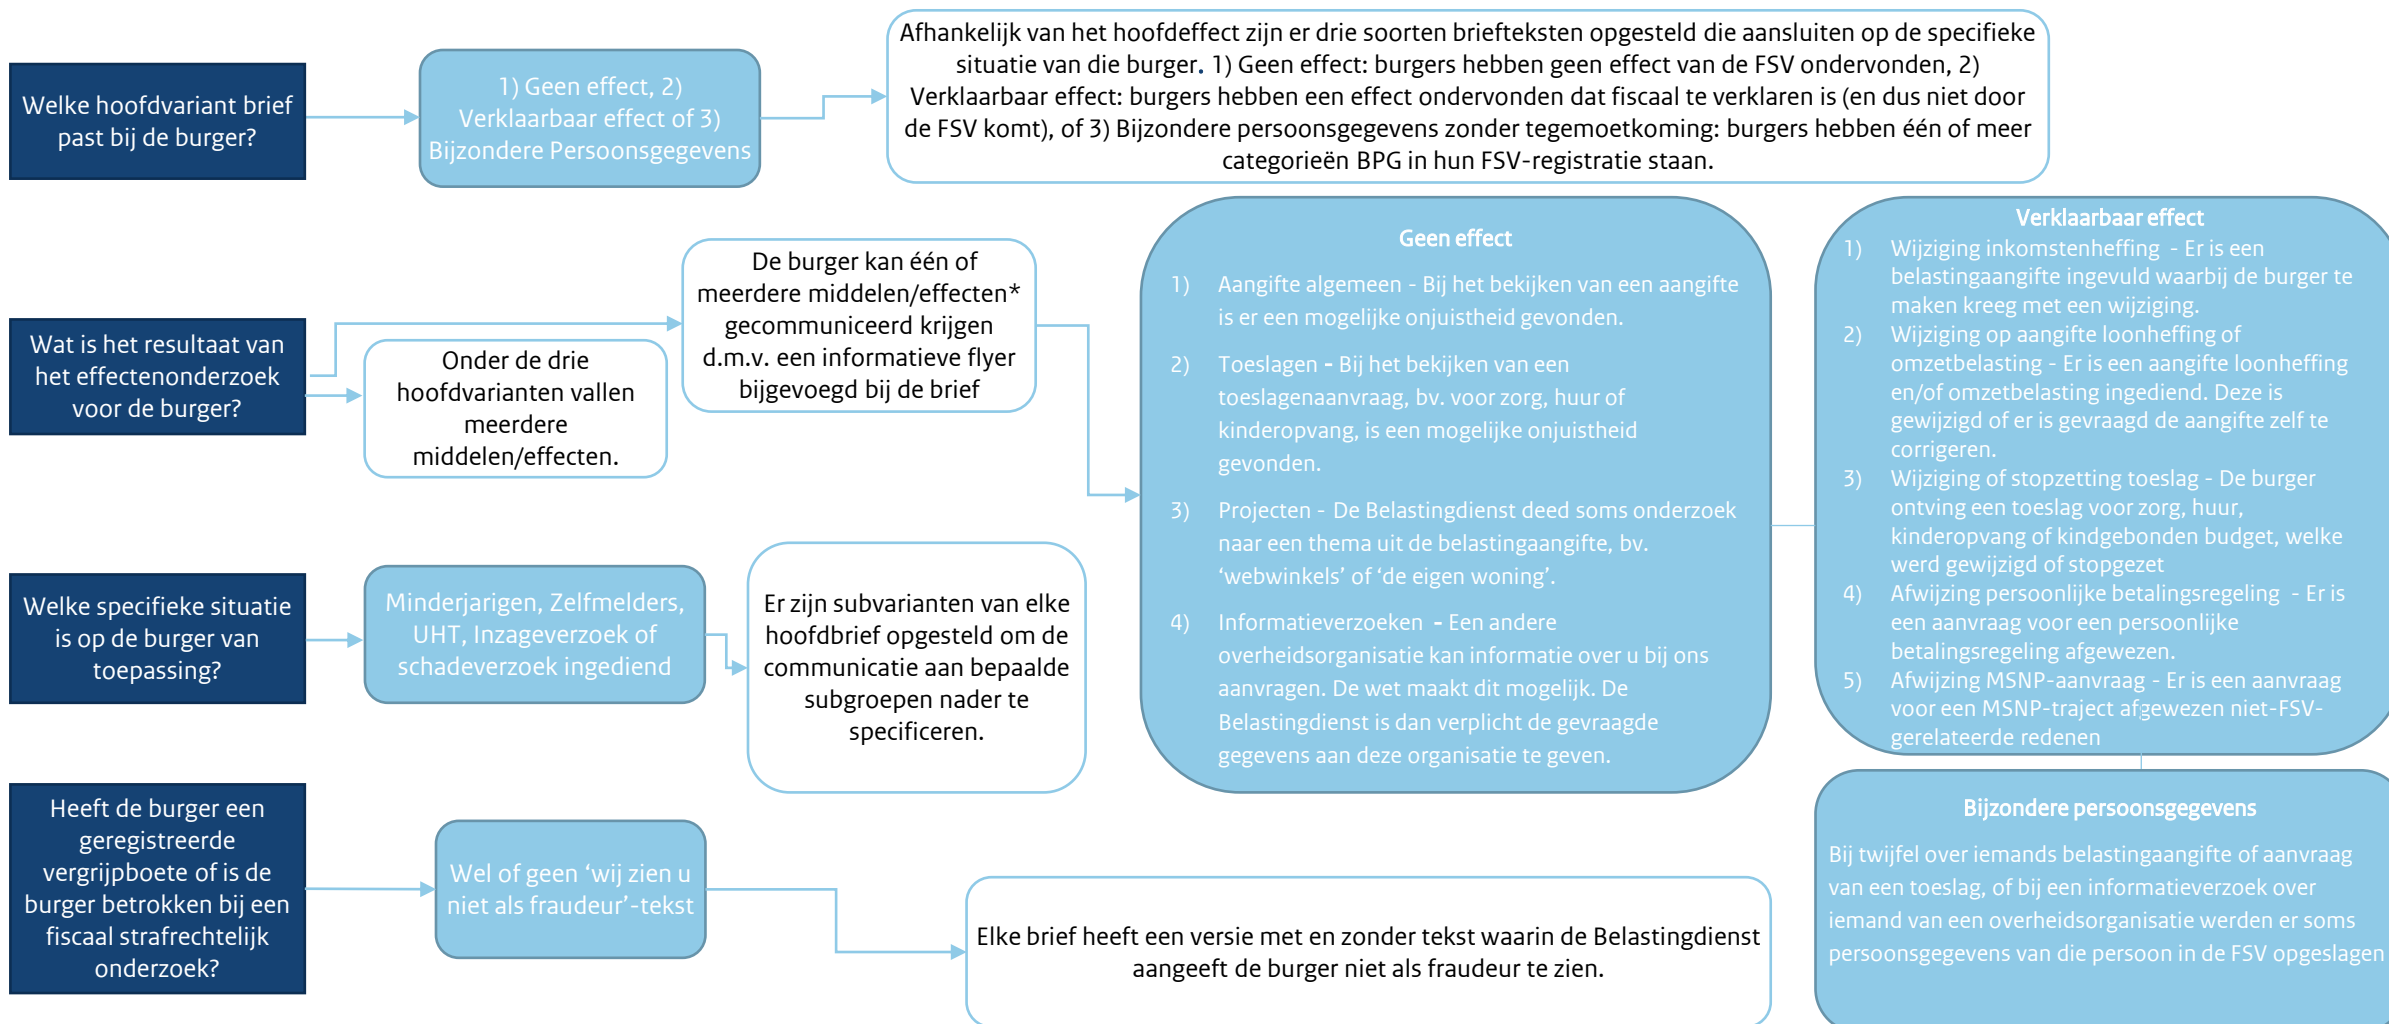 Welke hoofdvariant brief
past bij de burger?
1) Geen effect, 2)
Verklaarbaar effect of 3)
Bijzondere Persoonsgegevens
Afhankelijk van het hoofdeffect zijn er drie soorten briefteksten opgesteld die aansluiten op de specifieke
situatie van die burger. 1) Geen effect: burgers hebben geen effect van de FSV ondervonden, 2)
Verklaarbaar effect: burgers hebben een effect ondervonden dat fiscaal te verklaren is (en dus niet door
de FSV komt), of 3) Bijzondere persoonsgegevens zonder tegemoetkoming: burgers hebben één of meer
categorieën BPG in hun FSV-registratie staan.
Wat is het resultaat van
het effectenonderzoek
voor de burger?
Onder de drie
hoofdvarianten vallen
meerdere
middelen/effecten.
De burger kan één of
meerdere middelen/effecten*
gecommuniceerd krijgen
d.m.v. een informatieve flyer
bijgevoegd bij de brief
Geen effect
1) Aangifte algemeen - Bij het bekijken van een aangifte
is er een mogelijke onjuistheid gevonden.
2) Toeslagen - Bij het bekijken van een
toeslagenaanvraag, bv. voor zorg, huur of
kinderopvang, is een mogelijke onjuistheid
gevonden.
3) Projecten - De Belastingdienst deed soms onderzoek
naar een thema uit de belastingaangifte, bv.
‘webwinkels’ of ‘de eigen woning’.
4) Informatieverzoeken - Een andere
overheidsorganisatie kan informatie over u bij ons
aanvragen. De wet maakt dit mogelijk. De
Belastingdienst is dan verplicht de gevraagde
gegevens aan deze organisatie te geven.
Verklaarbaar effect
1) Wijziging inkomstenheffing - Er is een
belastingaangifte ingevuld waarbij de burger te
maken kreeg met een wijziging.
2) Wijziging op aangifte loonheffing of
omzetbelasting - Er is een aangifte loonheffing
en/of omzetbelasting ingediend. Deze is
gewijzigd of er is gevraagd de aangifte zelf te
corrigeren.
3) Wijziging of stopzetting toeslag - De burger
ontving een toeslag voor zorg, huur,
kinderopvang of kindgebonden budget, welke
werd gewijzigd of stopgezet
4) Afwijzing persoonlijke betalingsregeling - Er is
een aanvraag voor een persoonlijke
betalingsregeling afgewezen.
5) Afwijzing MSNP-aanvraag - Er is een aanvraag
voor een MSNP-traject afgewezen niet-FSV-
gerelateerde redenen
Welke specifieke situatie
is op de burger van
toepassing?
Minderjarigen, Zelfmelders,
UHT, Inzageverzoek of
schadeverzoek ingediend
Er zijn subvarianten van elke
hoofdbrief opgesteld om de
communicatie aan bepaalde
subgroepen nader te
specificeren.
Heeft de burger een
geregistreerde
vergrijpboete of is de
burger betrokken bij een
fiscaal strafrechtelijk
onderzoek?
Wel of geen ‘wij zien u
niet als fraudeur’-tekst
Elke brief heeft een versie met en zonder tekst waarin de Belastingdienst
aangeeft de burger niet als fraudeur te zien.
Bijzondere persoonsgegevens
Bij twijfel over iemands belastingaangifte of aanvraag
van een toeslag, of bij een informatieverzoek over
iemand van een overheidsorganisatie werden er soms
persoonsgegevens van die persoon in de FSV opgeslagen